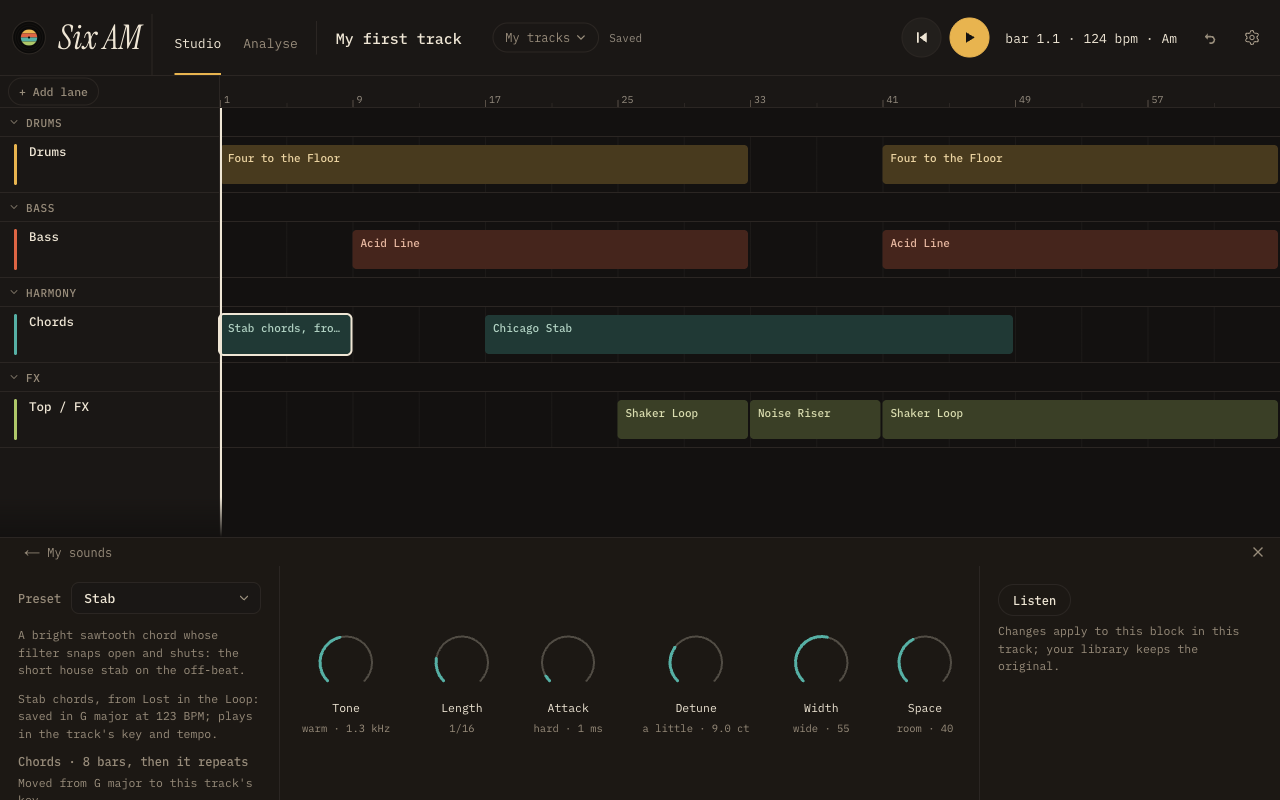 Six AM
Studio
Analyse
My first track
My tracks
Saved
bar 1.1 · 124 bpm · Am
+ Add lane
1
9
17
25
33
41
49
57
DRUMS
Drums
Four to the Floor
Four to the Floor
BASS
Bass
Acid Line
Acid Line
HARMONY
Chords
Stab chords, fro…
Chicago Stab
FX
Top / FX
Shaker Loop
Noise Riser
Shaker Loop
← My sounds
Preset
Stab
A bright sawtooth chord whose
filter snaps open and shuts: the
short house stab on the off-beat.
Stab chords, from Lost in the Loop:
saved in G major at 123 BPM; plays
in the track's key and tempo.
Chords · 8 bars, then it repeats
Moved from G major to this track's
key.
Tone
warm · 1.3 kHz
Length
1/16
Attack
hard · 1 ms
Detune
a little · 9.0 ct
Width
wide · 55
Space
room · 40
Listen
Changes apply to this block in this
track; your library keeps the
original.